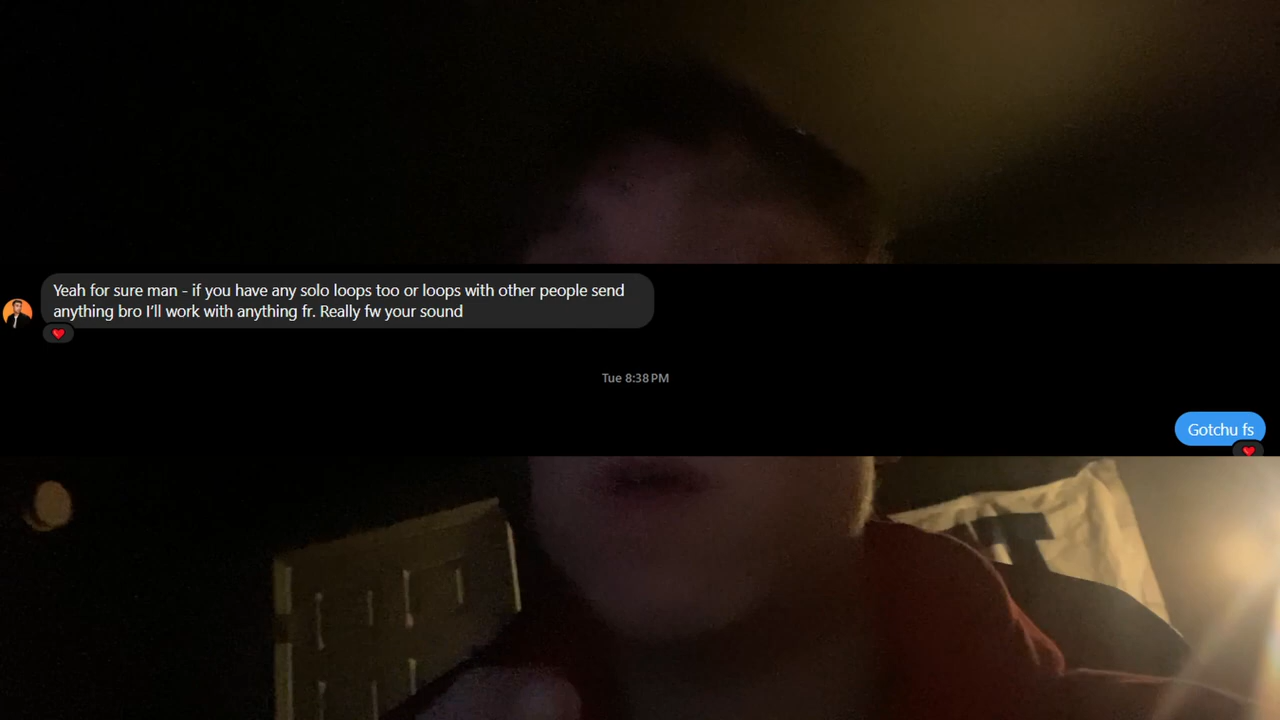 Yeah for sure man - if you have any solo loops too or loops with other people send
anything bro I’ll work with anything fr. Really fw your sound
Tue 8:38 PM
Gotchu fs